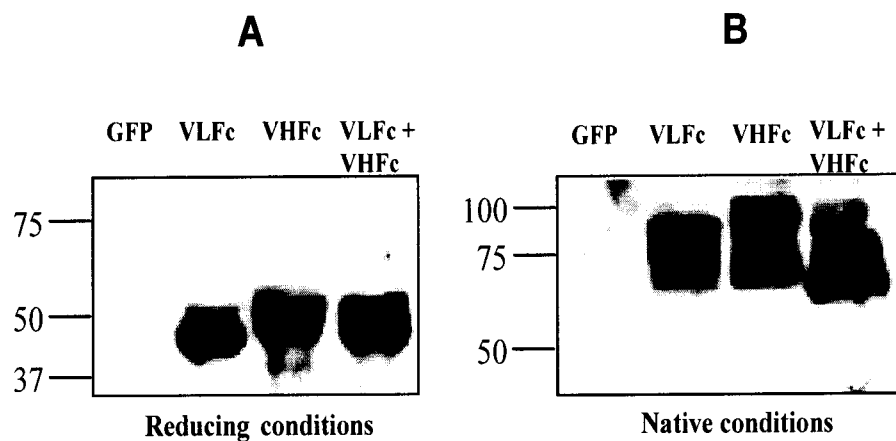 A
GFP VLFc VHFc VLFc +
VHFc
75
50
37
Reducing conditions
B
GFP VLFc VHFc VLFc +
VHFc
100
75
50
Native conditions